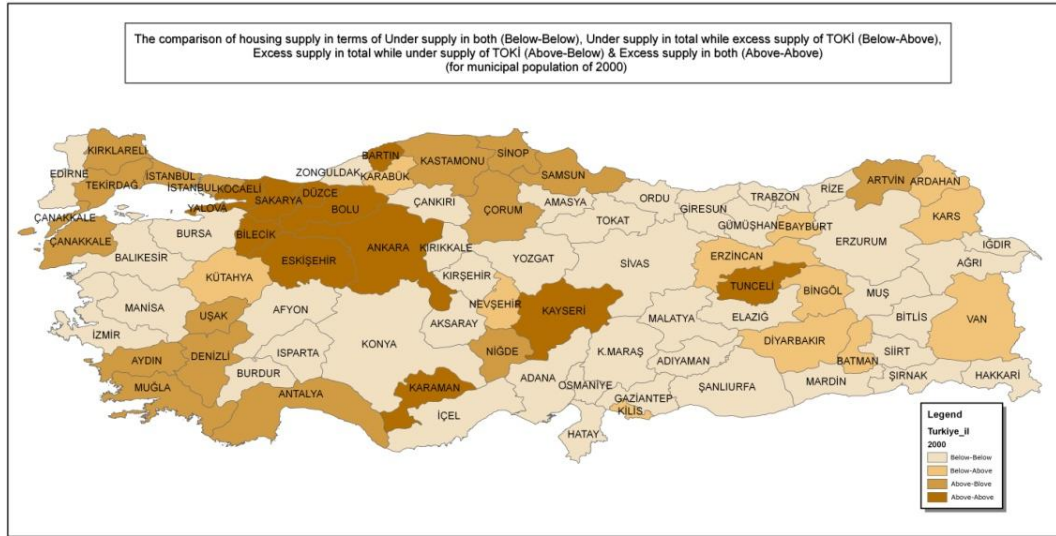 The comparison of housing supply in terms of Under supply in both (Below-Below), Under supply in total while excess supply of TOKİ (Below-Above),
Excess supply in total while under supply of TOKİ (Above-Below) & Excess supply in both (Above-Above)
(for municipal population of 2000)
KIRKLARELİ
EDİRNE
TEKİRDAĞ
İSTANBUL
İSTANBUL
KOCAELİ
YALOVA
SAKARYA
DÜZCE
BOLU
ZONGULDAK
BARTIN
KARABÜK
KASTAMONU
SİNOP
SAMSUN
ÇANKIRI
ÇORUM
AMASYA
TOKAT
ORDU
GİRESUN
TRABZON
RİZE
ARTVİN
ARDAHAN
KARS
GÜMÜŞHANE
BAYBURT
ERZURUM
IĞDIR
AĞRI
ÇANAKKALE
ÇANAKKALE
BURSA
BİLECİK
BALIKESİR
ESKİŞEHİR
ANKARA
KIRIKKALE
YOZGAT
SİVAS
ERZİNCAN
TUNCELİ
BİNGÖL
MUŞ
KÜTAHYA
KIRŞEHİR
NEVŞEHİR
KAYSERİ
MALATYA
ELAZIĞ
BİTLİS
VAN
MANİSA
UŞAK
AFYON
AKSARAY
İZMİR
KONYA
NİĞDE
K.MARAŞ
ADIYAMAN
DİYARBAKIR
BATMAN
SİİRT
ŞIRNAK
HAKKARİ
AYDIN
DENİZLİ
ISPARTA
BURDUR
MUĞLA
ANTALYA
KARAMAN
İÇEL
ADANA
OSMANİYE
GAZİANTEP
KİLİS
ŞANLIURFA
MARDİN
HATAY
Legend
Turkiye_il
2000
Below-Below
Below-Above
Above-Blove
Above-Above